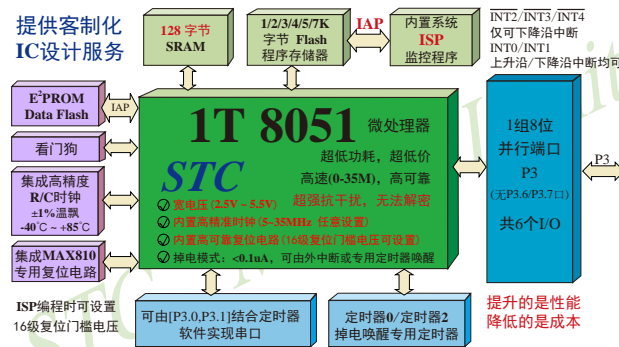 提供客制化
IC设计服务
128 字节
SRAM
1/2/3/4/5/7K
字节 Flash
程序存储器
IAP
内置系统
ISP
监控程序
INT2/INT3/INT4
仅可下降沿中断
INT0/INT1
上升沿/下降沿中断均可
E²PROM
Data Flash
IAP
看门狗
集成高精度
R/C时钟
±1%温飘
-40℃~+85℃
集成MAX810
专用复位电路
ISP编程时可设置
16级复位门槛电压
1T 8051 微处理器
超低功耗，超低价
STC
高速(0-35M)，高可靠
超强抗干扰，无法解密
宽电压(2.5V~5.5V)
内置高精准时钟(5~35MHz 任意设置)
内置高可靠复位电路(16级复位门槛电压可设置)
掉电模式：<0.1uA，可由外中断或专用定时器唤醒
1组8位
并行端口
P3
(无P3.6/P3.7口)
共6个I/O
P3
可由[P3.0,P3.1]结合定时器
软件实现串口
定时器0/定时器2
掉电唤醒专用定时器
提升的是性能
降低的是成本